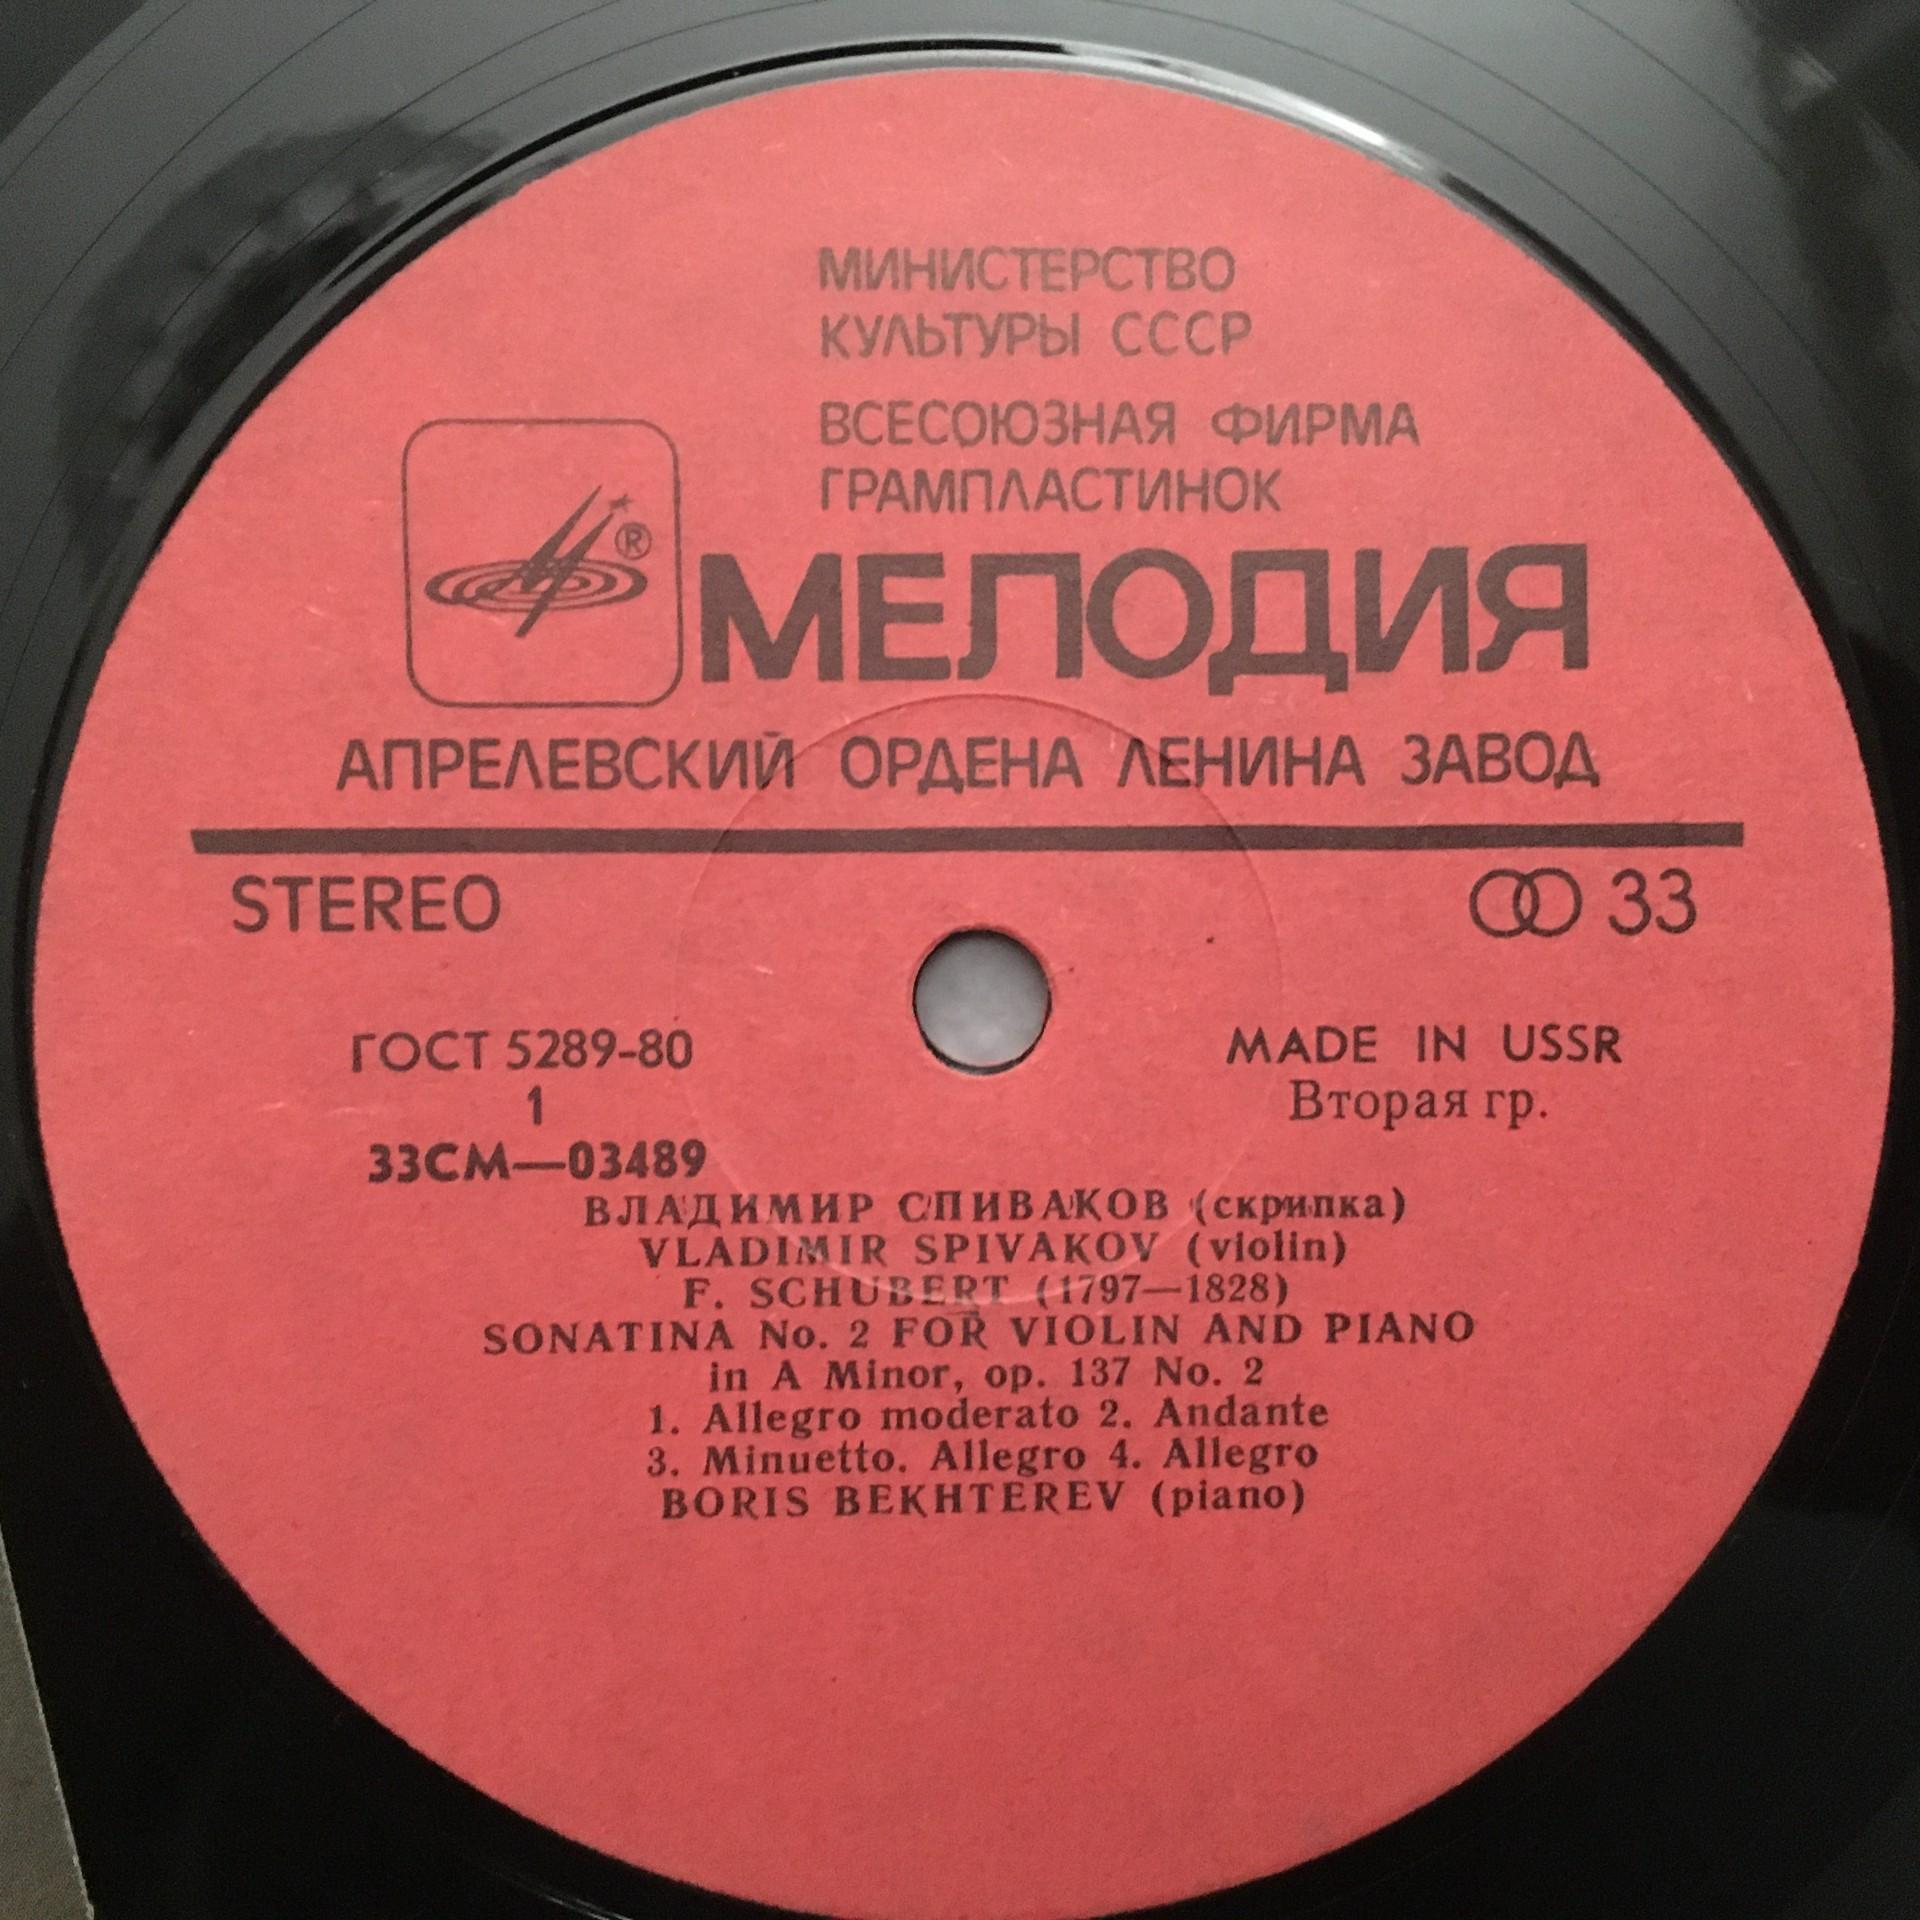 МИНИСТЕРСТВО
КУЛЬТУРЫ СССР
ВСЕСОЮЗНАЯ ФИРМА
ГРАМПЛАСТИНОК
®
МЕЛОДИЯ
АПРЕЛЕВСКИЙ ОРДЕНА ЛЕНИНА ЗАВОД
STEREO
33
ГОСТ 5289-80
MADE IN USSR
1
Вторая гр.
33СМ—03489
ВЛАДИМИР СПИВАКОВ (скрипка)
VLADIMIR SPIVAKOV (violin)
F. SCHUBERT (1797—1828)
SONATINA No. 2 FOR VIOLIN AND PIANO
in A Minor, op. 137 No. 2
1. Allegro moderato 2. Andante
3. Minuetto. Allegro 4. Allegro
BORIS BEKHTEREV (piano)